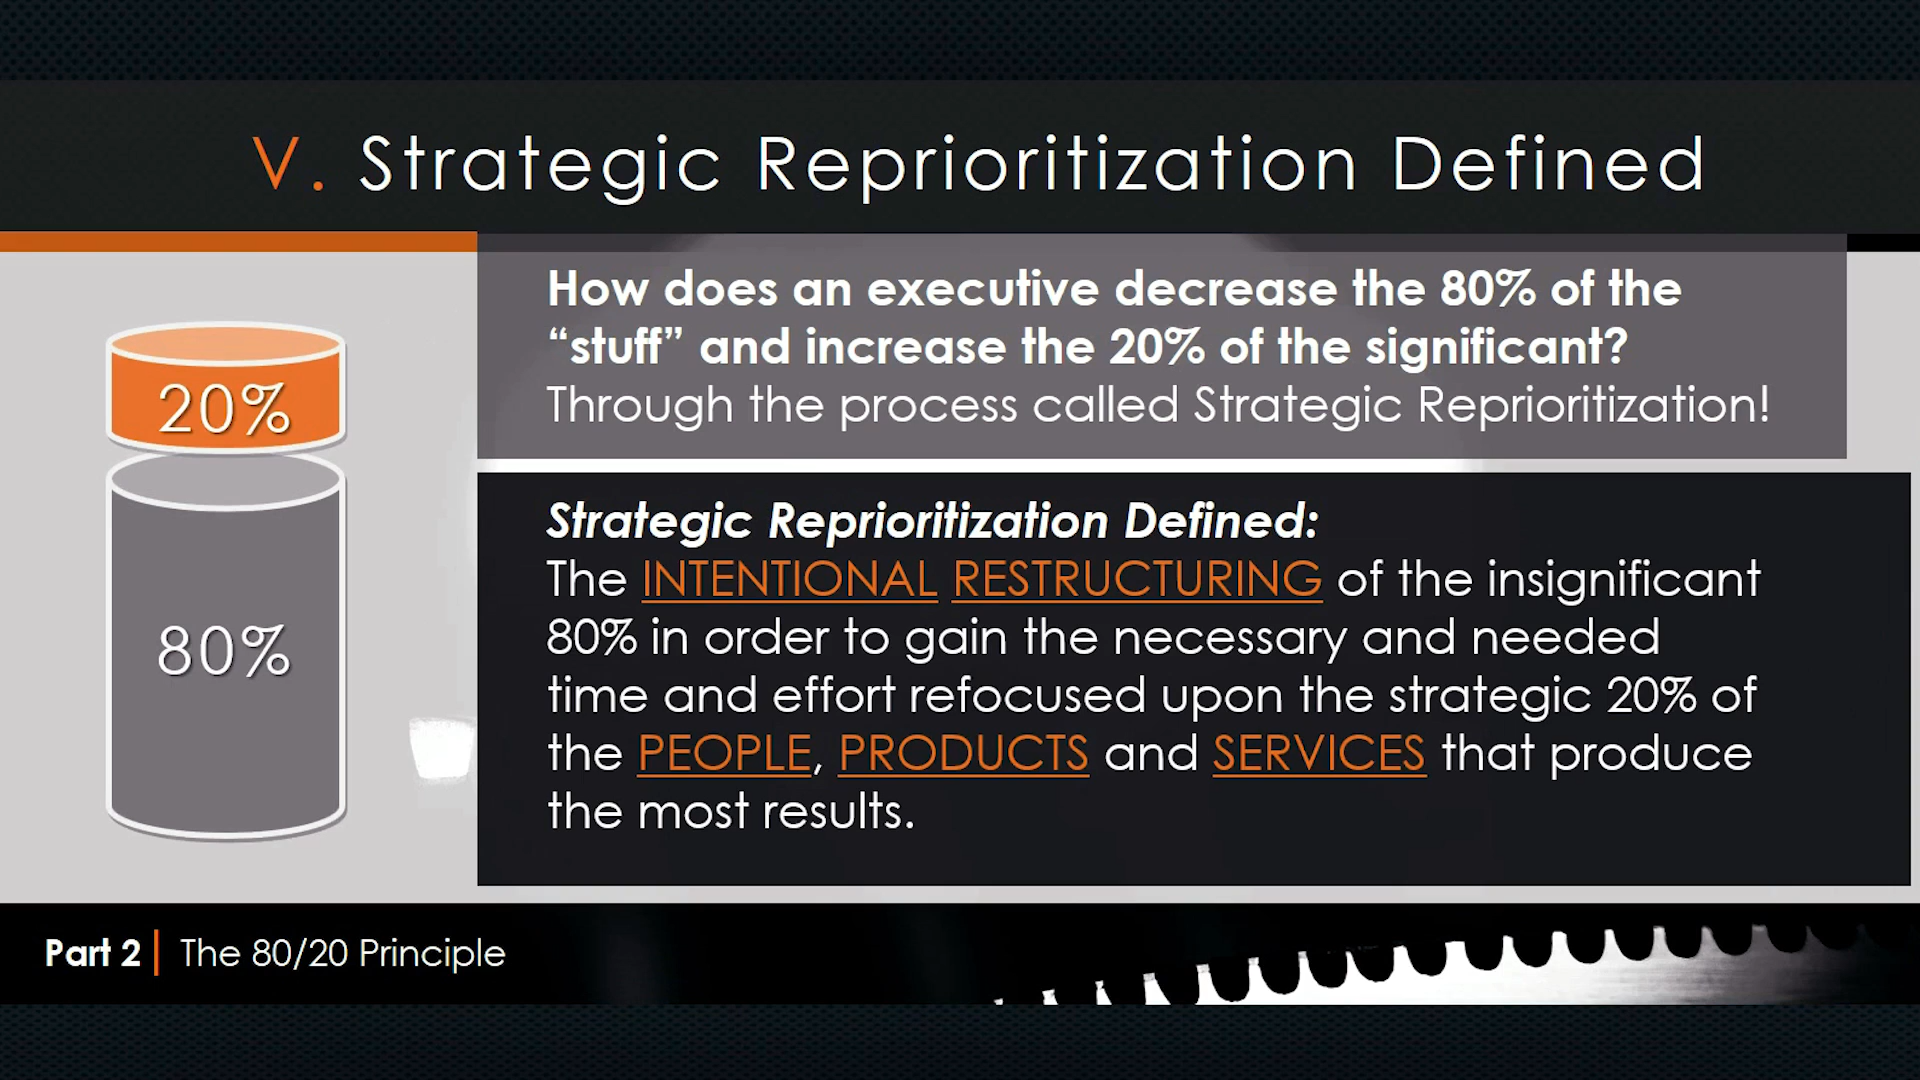 V. Strategic Reprioritization Defined
20%
80%
How does an executive decrease the 80% of the
“stuff” and increase the 20% of the significant?
Through the process called Strategic Reprioritization!
Strategic Reprioritization Defined:
The INTENTIONAL RESTRUCTURING of the insignificant
80% in order to gain the necessary and needed
time and effort refocused upon the strategic 20% of
the PEOPLE, PRODUCTS and SERVICES that produce
the most results.
Part 2 | The 80/20 Principle